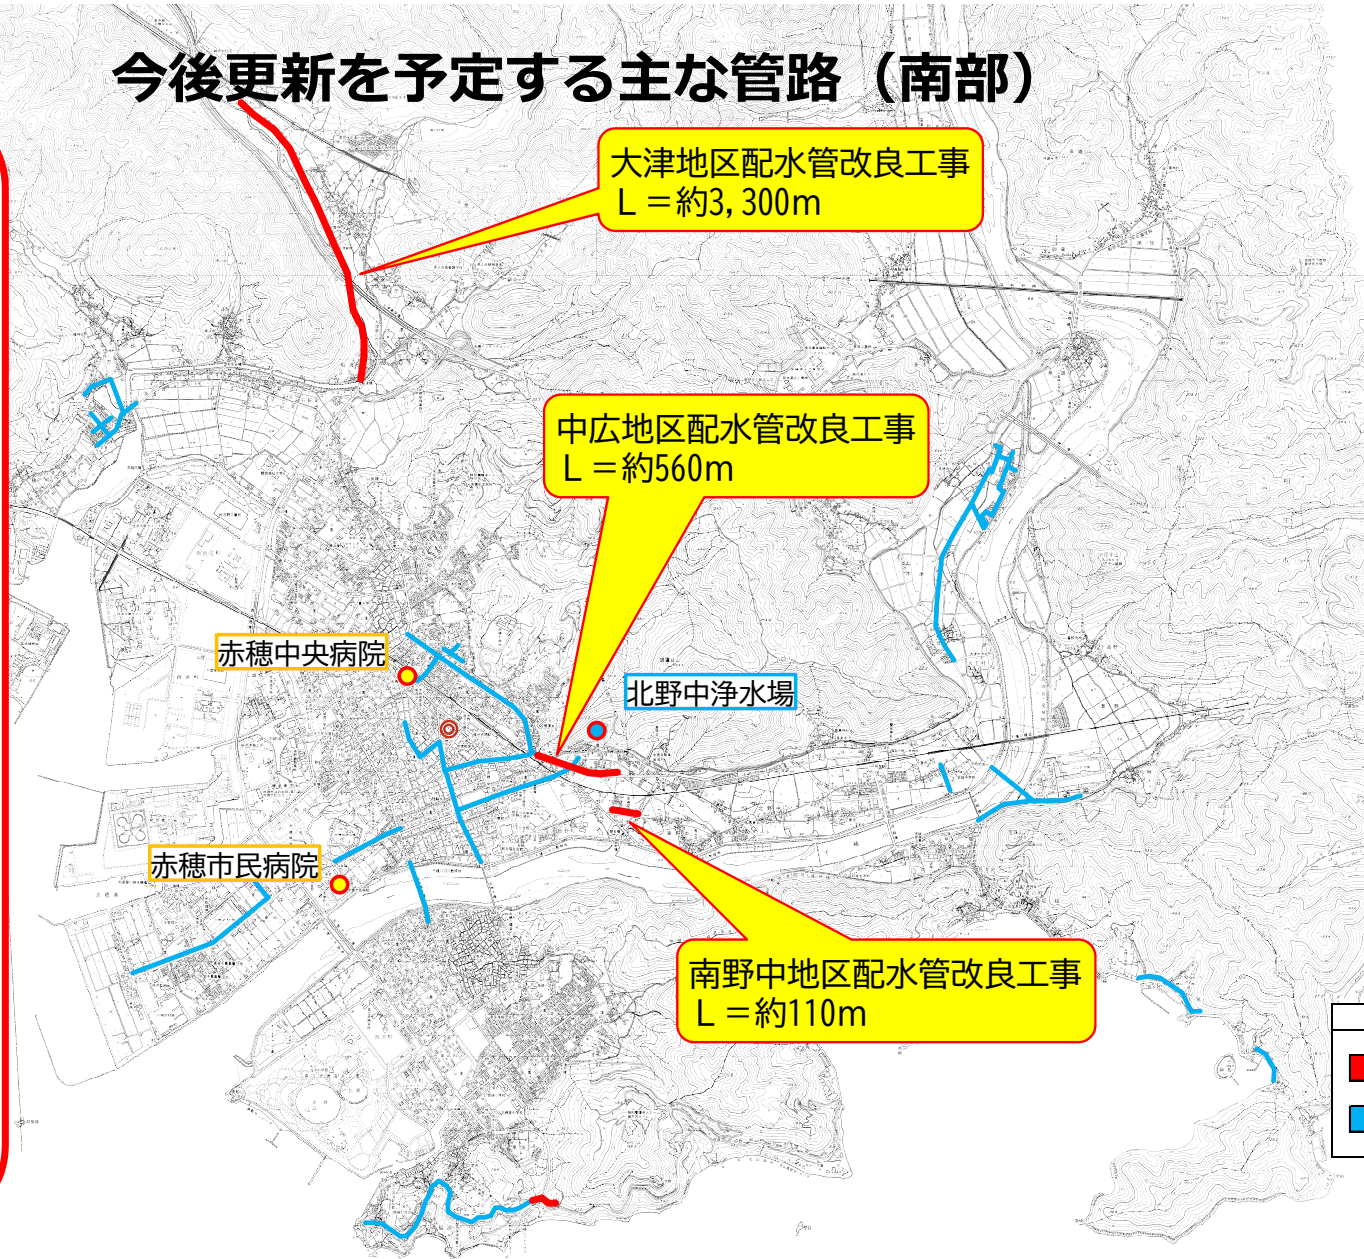 今後更新を予定する主な管路（南部）
大津地区配水管改良工事
Ｌ＝約3,300m
中広地区配水管改良工事
Ｌ＝約560m
赤穂中央病院
北野中浄水場
赤穂市民病院
南野中地区配水管改良工事
Ｌ＝約110m